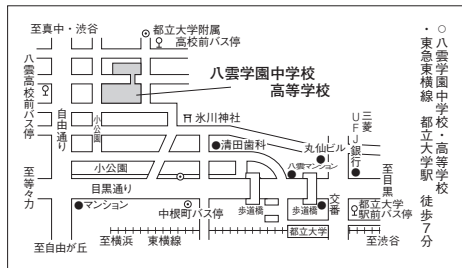 至真中・渋谷
都立大学附属
高校前バス停
八雲学園中学校
高等学校
八雲高校前バス停
自由通り
小公園
氷川神社
清田歯科
丸仙ビル
八雲マンション
三菱
UFJ銀行
至目黒
小公園
至等々力
目黒通り
マンション
中根町バス停
歩道橋
歩道橋
交番
都立大学
駅前バス停
至自由が丘
至横浜
東横線
都立大学
至渋谷
○八雲学園中学校・高等学校
・東急東横線 都立大学駅 徒歩7分